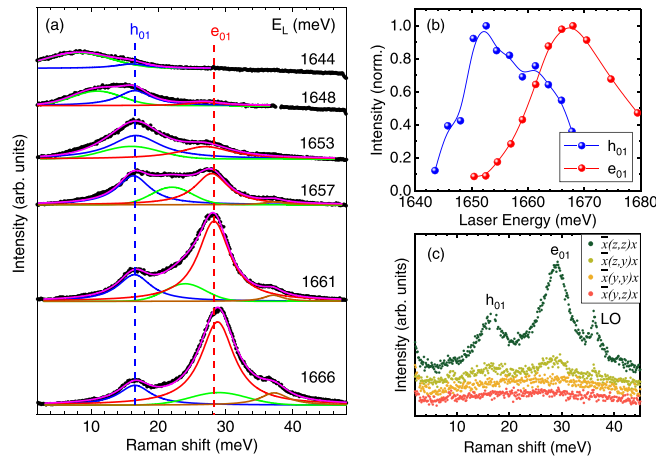 (a)
h01
e01
EL (meV)
1644
1648
1653
1657
1661
1666
Intensity (arb. units)
10 20 30 40
Raman shift (meV)
(b)
Intensity (norm.)
1.0
0.8
0.6
0.4
0.2
0.0
h01
e01
1640 1650 1660 1670 1680
Laser Energy (meV)
(c)
x̅(z,z)x
x̅(z,y)x
x̅(y,y)x
x̅(y,z)x
e01
h01
LO
Intensity (arb. units)
10 20 30 40
Raman shift (meV)